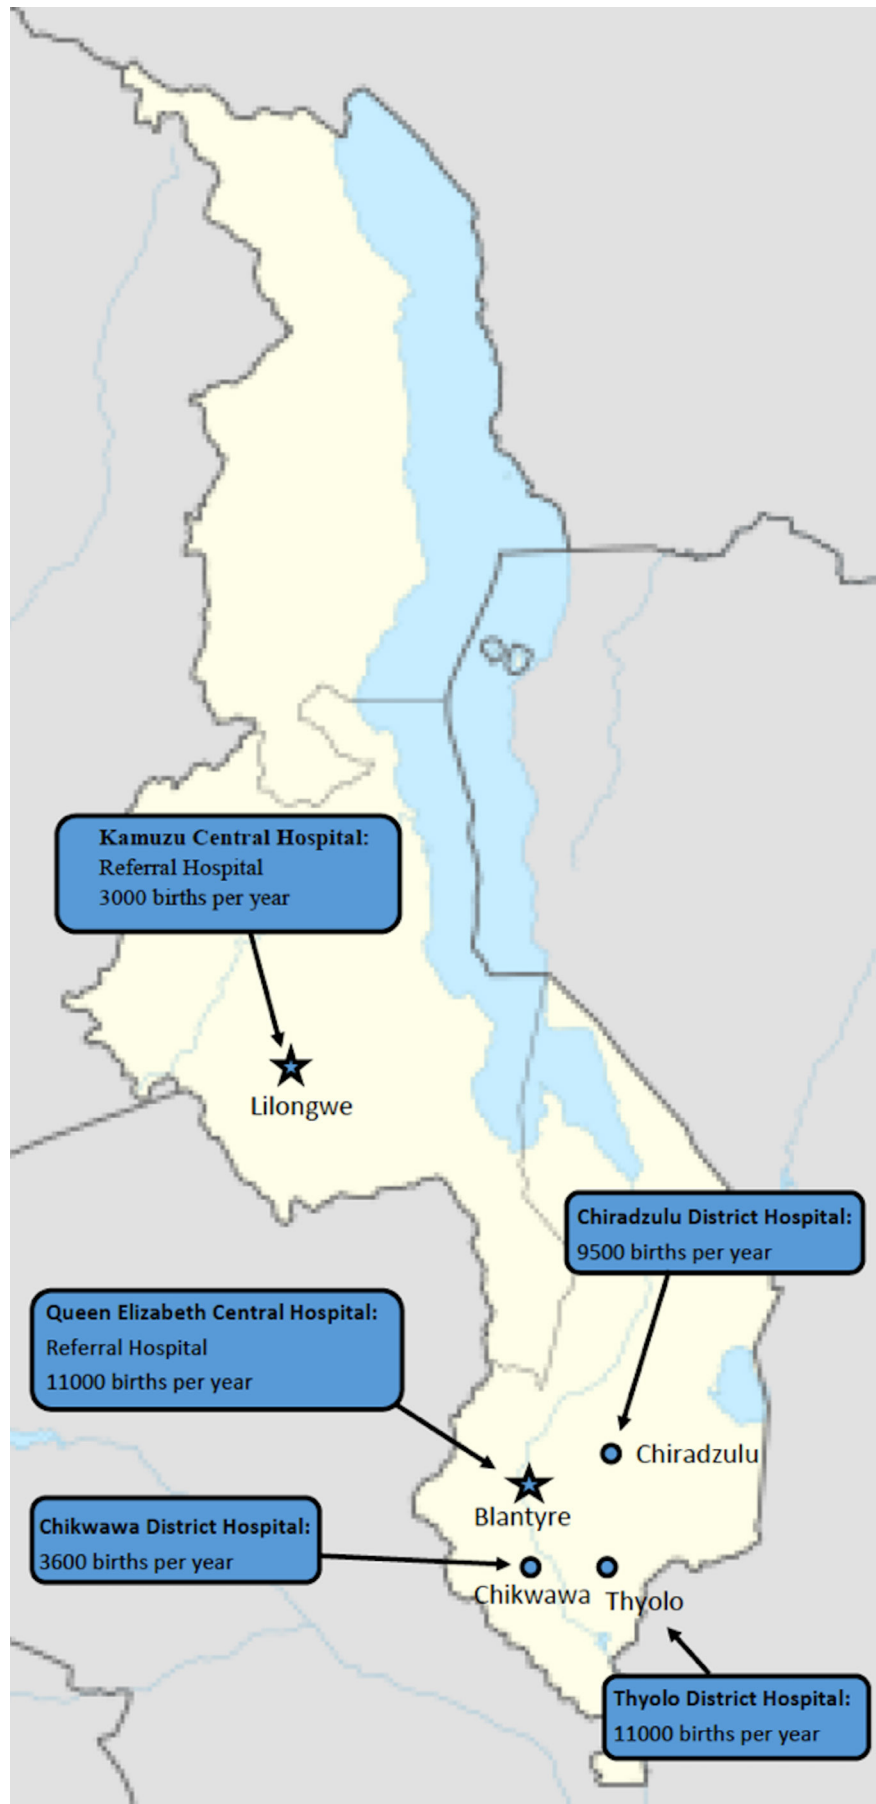 Kamuzu Central Hospital:
Referral Hospital
3000 births per year
Lilongwe
Chiradzulu District Hospital:
9500 births per year
Queen Elizabeth Central Hospital:
Referral Hospital
11000 births per year
Chiradzulu
Blantyre
Chikwawa District Hospital:
3600 births per year
Chikwawa
Thyolo
Thyolo District Hospital:
11000 births per year